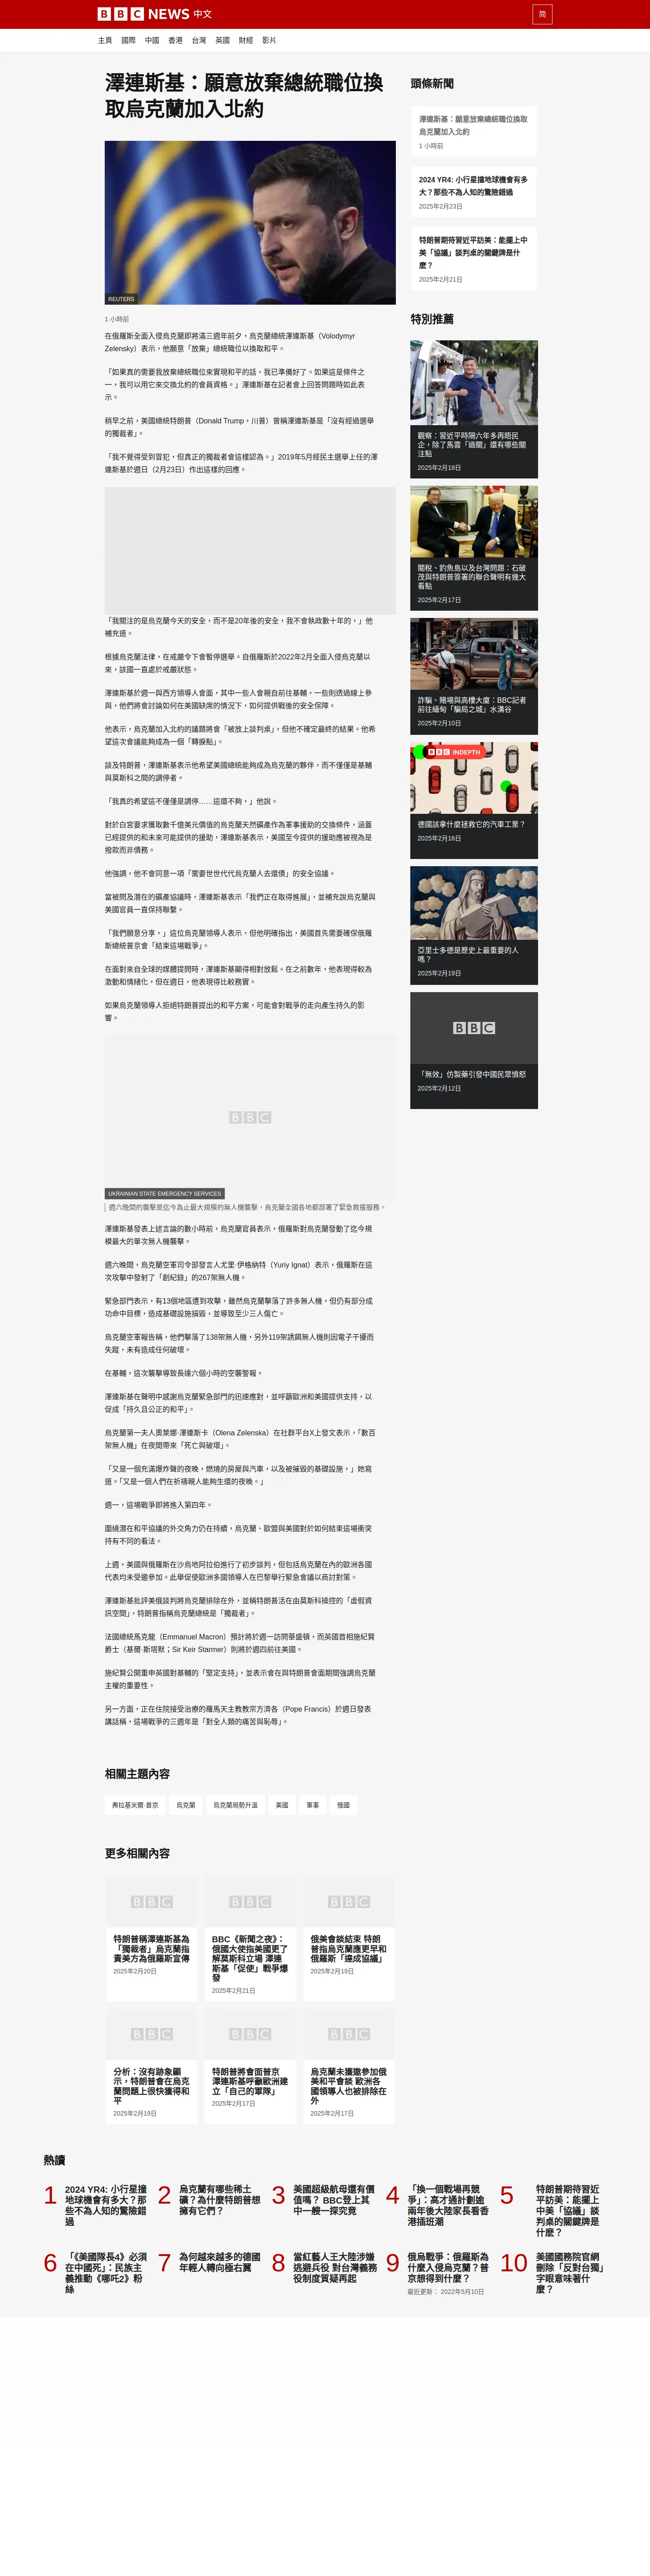 BBC NEWS 中文
简
主頁 國際 中國 香港 台灣 英國 財經 影片
澤連斯基：願意放棄總統職位換
取烏克蘭加入北約
REUTERS
1 小時前
在俄羅斯全面入侵烏克蘭即將滿三週年前夕，烏克蘭總統澤連斯基（Volodymyr
Zelensky）表示，他願意「放棄」總統職位以換取和平。
「如果真的需要我放棄總統職位來實現和平的話，我已準備好了。如果這是條件之
一，我可以用它來交換北約的會員資格。」澤連斯基在記者會上回答問題時如此表
示。
稍早之前，美國總統特朗普（Donald Trump，川普）曾稱澤連斯基是「沒有經過選舉
的獨裁者」。
「我不覺得受到冒犯，但真正的獨裁者會這樣認為。」2019年5月經民主選舉上任的澤
連斯基於週日（2月23日）作出這樣的回應。
「我關注的是烏克蘭今天的安全，而不是20年後的安全，我不會執政數十年的，」他
補充道。
根據烏克蘭法律，在戒嚴令下會暫停選舉。自俄羅斯於2022年2月全面入侵烏克蘭以
來，該國一直處於戒嚴狀態。
澤連斯基於週一與西方領導人會面，其中一些人會親自前往基輔，一些則透過線上參
與，他們將會討論如何在美國缺席的情況下，如何提供戰後的安全保障。
他表示，烏克蘭加入北約的議題將會「被放上談判桌」，但他不確定最終的結果。他希
望這次會議能夠成為一個「轉捩點」。
談及特朗普，澤連斯基表示他希望美國總統能夠成為烏克蘭的夥伴，而不僅僅是基輔
與莫斯科之間的調停者。
「我真的希望這不僅僅是調停……這還不夠，」他說。
對於白宮要求獲取數千億美元價值的烏克蘭天然礦產作為軍事援助的交換條件，涵蓋
已經提供的和未來可能提供的援助，澤連斯基表示，美國至今提供的援助應被視為是
撥款而非債務。
他強調，他不會同意一項「需要世世代代烏克蘭人去還債」的安全協議。
當被問及潛在的礦產協議時，澤連斯基表示「我們正在取得進展」，並補充說烏克蘭與
美國官員一直保持聯繫。
「我們願意分享，」這位烏克蘭領導人表示，但他明確指出，美國首先需要確保俄羅
斯總統普京會「結束這場戰爭」。
在面對來自全球的媒體提問時，澤連斯基顯得相對放鬆。在之前數年，他表現得較為
激動和情緒化，但在週日，他表現得比較務實。
如果烏克蘭領導人拒絕特朗普提出的和平方案，可能會對戰爭的走向產生持久的影
響。
BBC
UKRAINIAN STATE EMERGENCY SERVICES
週六晚間的襲擊是迄今為止最大規模的無人機襲擊，烏克蘭全國各地都部署了緊急救援服務。
澤連斯基發表上述言論的數小時前，烏克蘭官員表示，俄羅斯對烏克蘭發動了迄今規
模最大的單次無人機襲擊。
週六晚間，烏克蘭空軍司令部發言人尤里·伊格納特（Yuriy Ignat）表示，俄羅斯在這
次攻擊中發射了「創紀錄」的267架無人機。
緊急部門表示，有13個地區遭到攻擊，雖然烏克蘭擊落了許多無人機，但仍有部分成
功命中目標，造成基礎設施損毀，並導致至少三人傷亡。
烏克蘭空軍報告稱，他們擊落了138架無人機，另外119架誘餌無人機則因電子干擾而
失蹤，未有造成任何破壞。
在基輔，這次襲擊導致長達六個小時的空襲警報。
澤連斯基在聲明中感謝烏克蘭緊急部門的迅速應對，並呼籲歐洲和美國提供支持，以
促成「持久且公正的和平」。
烏克蘭第一夫人奧萊娜·澤連斯卡（Olena Zelenska）在社群平台X上發文表示，「數百
架無人機」在夜間帶來「死亡與破壞」。
「又是一個充滿爆炸聲的夜晚，燃燒的房屋與汽車，以及被摧毀的基礎設施，」她寫
道。「又是一個人們在祈禱親人能夠生還的夜晚。」
週一，這場戰爭即將進入第四年。
圍繞潛在和平協議的外交角力仍在持續，烏克蘭、歐盟與美國對於如何結束這場衝突
持有不同的看法。
上週，美國與俄羅斯在沙烏地阿拉伯進行了初步談判，但包括烏克蘭在內的歐洲各國
代表均未受邀參加。此舉促使歐洲多國領導人在巴黎舉行緊急會議以商討對策。
澤連斯基批評美俄談判將烏克蘭排除在外，並稱特朗普活在由莫斯科操控的「虛假資
訊空間」，特朗普指稱烏克蘭總統是「獨裁者」。
法國總統馬克龍（Emmanuel Macron）預計將於週一訪問華盛頓，而英國首相施紀賢
爵士（基爾·斯塔默；Sir Keir Starmer）則將於週四前往美國。
施紀賢公開重申英國對基輔的「堅定支持」，並表示會在與特朗普會面期間強調烏克蘭
主權的重要性。
另一方面，正在住院接受治療的羅馬天主教教宗方濟各（Pope Francis）於週日發表
講話稱，這場戰爭的三週年是「對全人類的痛苦與恥辱」。
相關主題內容
弗拉基米爾·普京 烏克蘭 烏克蘭局勢升溫 美國 軍事 俄國
更多相關內容
BBC BBC BBC
特朗普稱澤連斯基為
「獨裁者」烏克蘭指
責美方為俄羅斯宣傳
2025年2月20日
BBC《新聞之夜》：
俄國大使指美國更了
解莫斯科立場 澤連
斯基「促使」戰爭爆
發
2025年2月21日
俄美會談結束 特朗
普指烏克蘭應更早和
俄羅斯「達成協議」
2025年2月19日
BBC BBC BBC
分析：沒有跡象顯
示，特朗普會在烏克
蘭問題上很快獲得和
平
2025年2月19日
特朗普將會面普京
澤連斯基呼籲歐洲建
立「自己的軍隊」
2025年2月17日
烏克蘭未獲邀參加俄
美和平會談 歐洲各
國領導人也被排除在
外
2025年2月17日
頭條新聞
澤連斯基：願意放棄總統職位換取
烏克蘭加入北約
1 小時前
2024 YR4: 小行星撞地球機會有多
大？那些不為人知的驚險錯過
2025年2月23日
特朗普期待習近平訪美：能擺上中
美「協議」談判桌的關鍵牌是什
麽？
2025年2月21日
特別推薦
觀察：習近平時隔六年多再晤民
企，除了馬雲「過關」還有哪些關
注點
2025年2月18日
關稅、釣魚島以及台灣問題：石破
茂與特朗普簽署的聯合聲明有幾大
看點
2025年2月17日
詐騙、賭場與高樓大廈：BBC記者
前往緬甸「騙局之城」水溝谷
2025年2月10日
BBC INDEPTH
德國該拿什麼拯救它的汽車工業？
2025年2月16日
亞里士多德是歷史上最重要的人
嗎？
2025年2月19日
BBC
「無效」仿製藥引發中國民眾憤怒
2025年2月12日
熱讀
1
2024 YR4: 小行星撞
地球機會有多大？那
些不為人知的驚險錯
過
2
烏克蘭有哪些稀土
礦？為什麼特朗普想
擁有它們？
3
美國超級航母還有價
值嗎？ BBC登上其
中一艘一探究竟
4
「換一個戰場再競
爭」：高才通計劃逾
兩年後大陸家長看香
港插班潮
5
特朗普期待習近
平訪美：能擺上
中美「協議」談
判桌的關鍵牌是
什麽？
6
「《美國隊長4》必須
在中國死」：民族主
義推動《哪吒2》粉
絲
7
為何越來越多的德國
年輕人轉向極右翼
8
當紅藝人王大陸涉嫌
逃避兵役 對台灣義務
役制度質疑再起
9
俄烏戰爭：俄羅斯為
什麼入侵烏克蘭？普
京想得到什麼？
最近更新： 2022年5月10日
10
美國國務院官網
刪除「反對台獨」
字眼意味著什
麼？